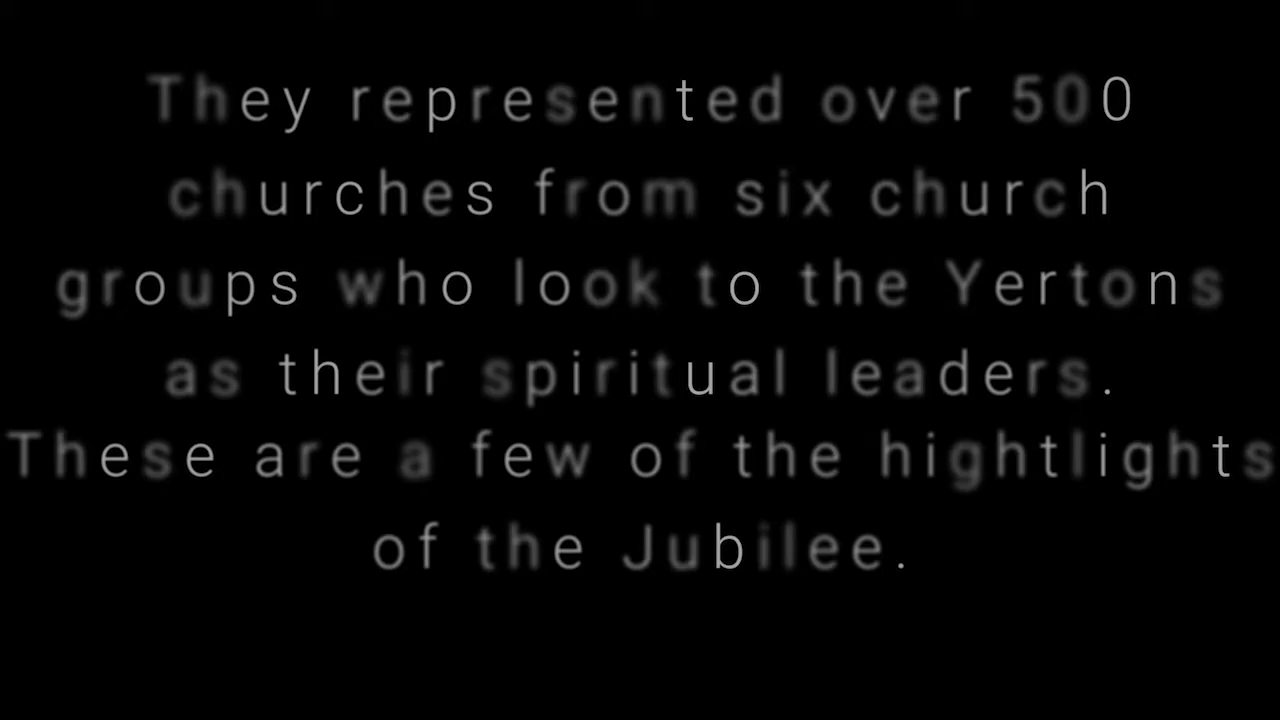 They represented over 500
churches from six church
groups who look to the Yertons
as their spiritual leaders.
These are a few of the hightlights
of the Jubilee.